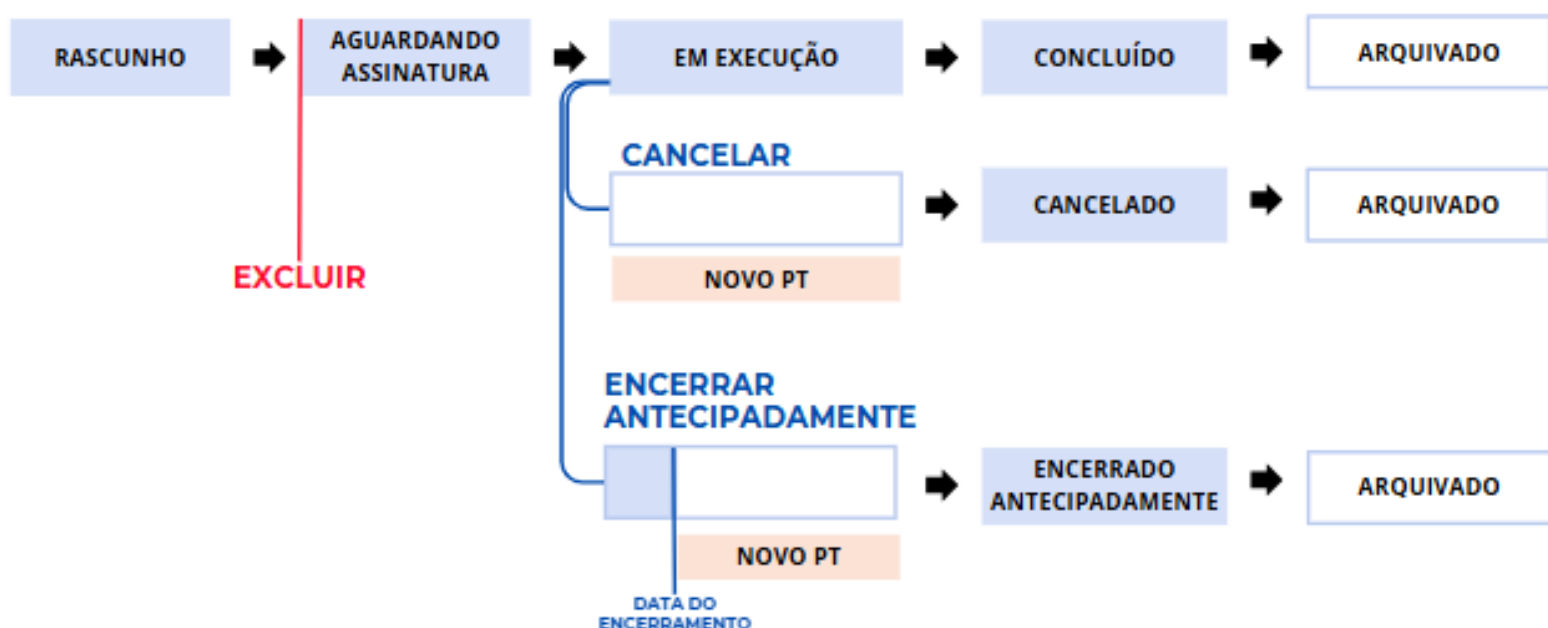 RASCUNHO
AGUARDANDO
ASSINATURA
EM EXECUÇÃO
CONCLUÍDO
ARQUIVADO
CANCELAR
CANCELADO
ARQUIVADO
EXCLUIR
NOVO PT
ENCERRAR
ANTECIPADAMENTE
ENCERRADO
ANTECIPADAMENTE
ARQUIVADO
NOVO PT
DATA DO
ENCERRAMENTO